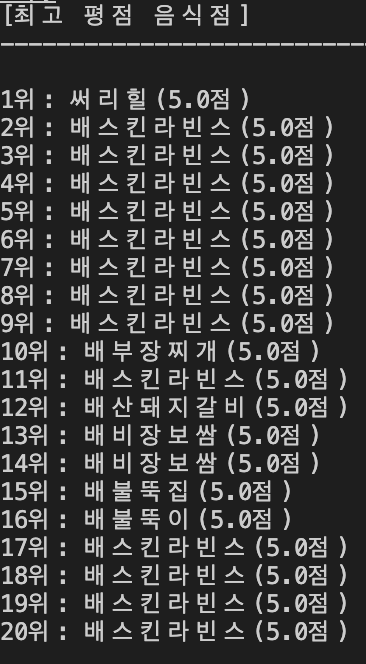 [최고 평점 음식점]
--------------------------
1위: 써리힐(5.0점)
2위: 배스킨라빈스(5.0점)
3위: 배스킨라빈스(5.0점)
4위: 배스킨라빈스(5.0점)
5위: 배스킨라빈스(5.0점)
6위: 배스킨라빈스(5.0점)
7위: 배스킨라빈스(5.0점)
8위: 배스킨라빈스(5.0점)
9위: 배스킨라빈스(5.0점)
10위: 배부장찌개(5.0점)
11위: 배스킨라빈스(5.0점)
12위: 배산돼지갈비(5.0점)
13위: 배비장보쌈(5.0점)
14위: 배비장보쌈(5.0점)
15위: 배불뚝집(5.0점)
16위: 배불뚝이(5.0점)
17위: 배스킨라빈스(5.0점)
18위: 배스킨라빈스(5.0점)
19위: 배스킨라빈스(5.0점)
20위: 배스킨라빈스(5.0점)